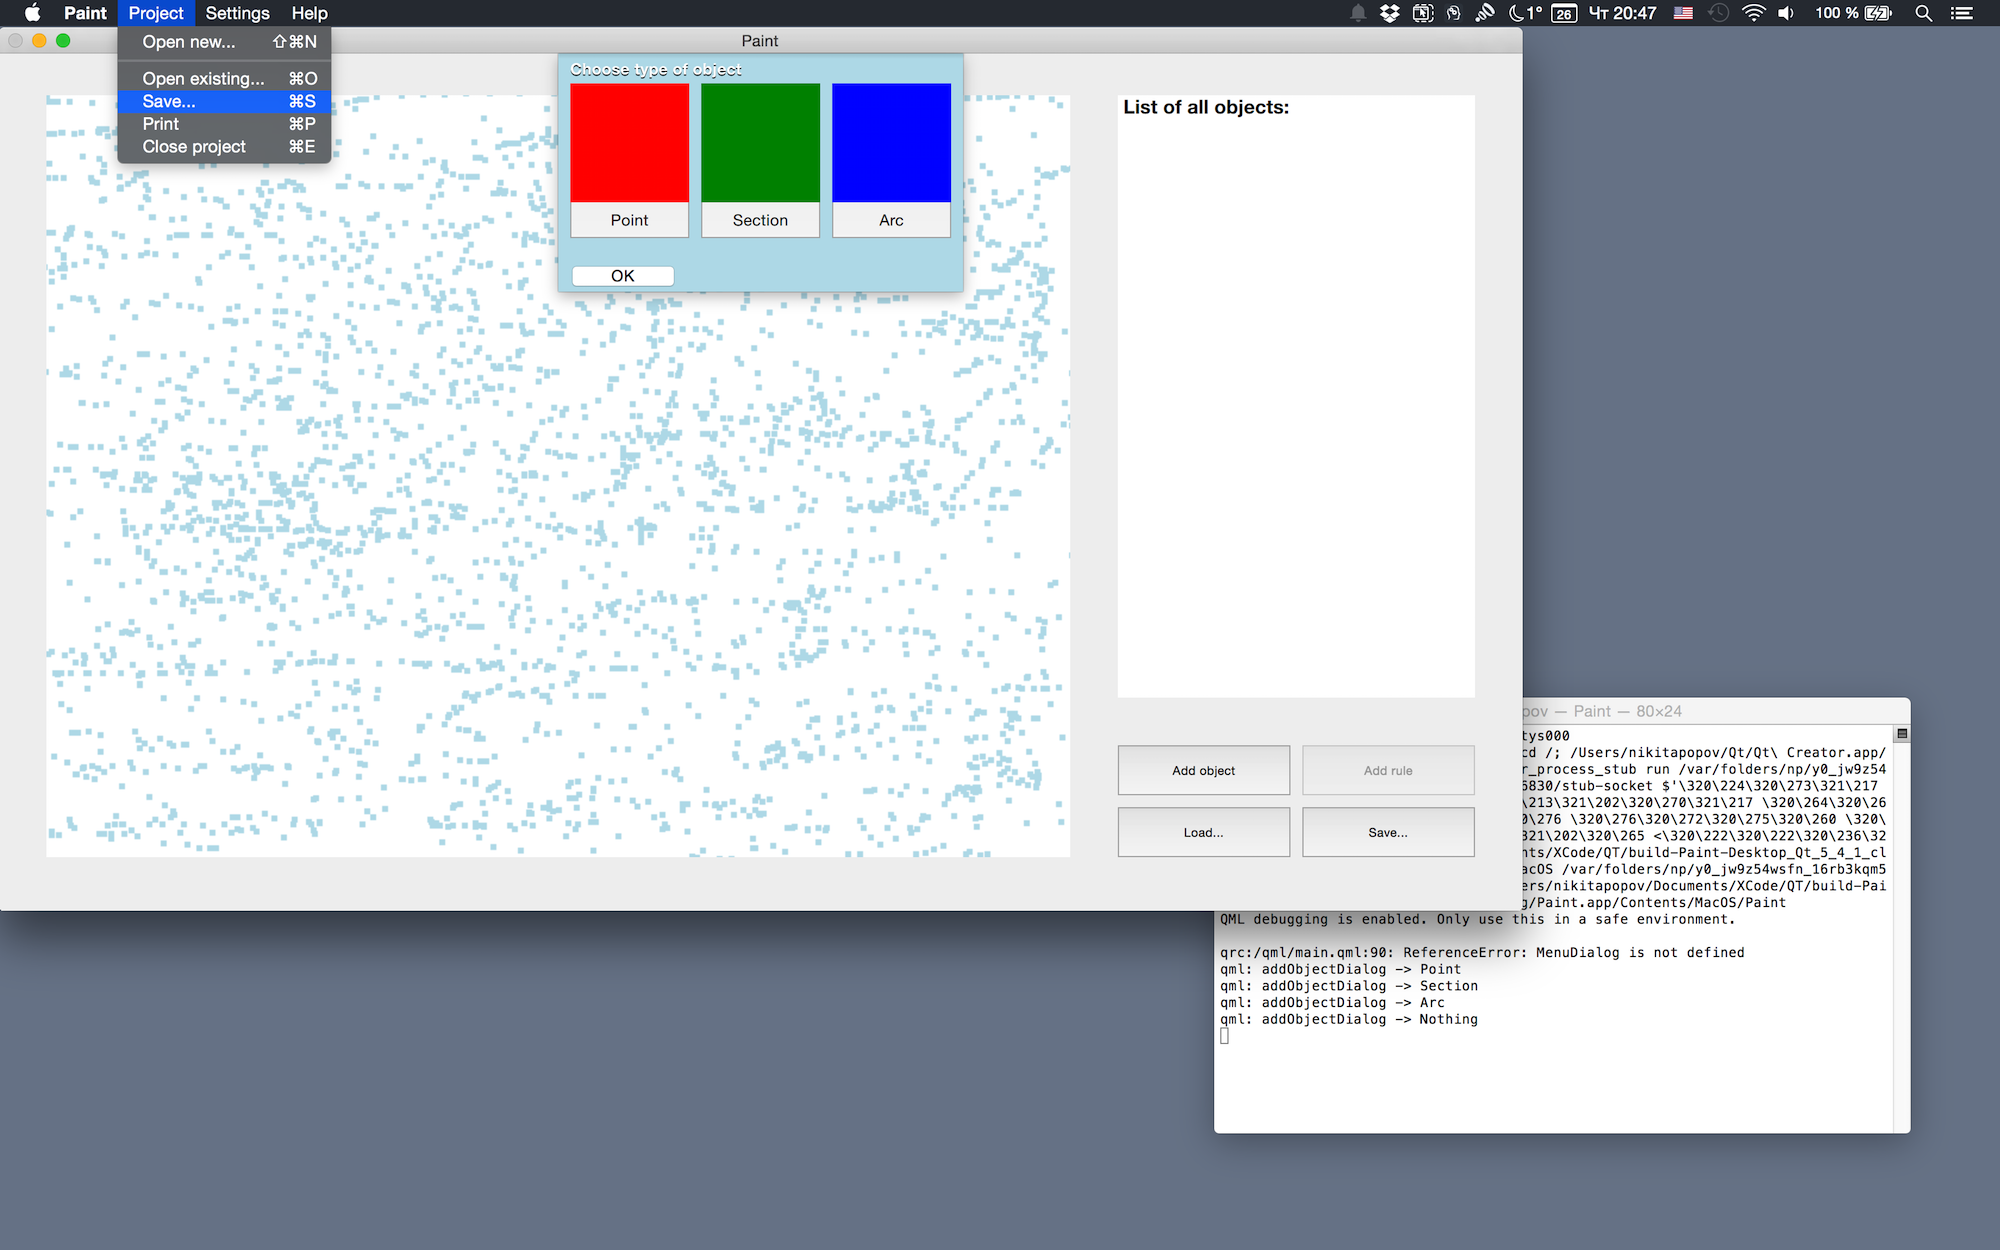 Paint Project Settings Help
1° 26 Чт 20:47 100 %
Paint
Open new... ⇧⌘N
Open existing... ⌘O
Save... ⌘S
Print ⌘P
Close project ⌘E
Choose type of object
Point Section Arc
OK
List of all objects:
Add object Add rule
Load... Save...
pov — Paint — 80×24
tys000
cd /; /Users/nikitapopov/Qt/Qt\ Creator.app/
r_process_stub run /var/folders/np/y0_jw9z54
6830/stub-socket $'\320\224\320\273\321\217
\213\321\202\320\270\321\217 \320\264\320\26
0\276 \320\276\320\272\320\275\320\260 \320\
321\202\320\265 <\320\222\320\222\320\236\32
nts/XCode/QT/build-Paint-Desktop_Qt_5_4_1_cl
acOS /var/folders/np/y0_jw9z54wsfn_16rb3kqm5
ers/nikitapopov/Documents/XCode/QT/build-Pai
g/Paint.app/Contents/MacOS/Paint
QML debugging is enabled. Only use this in a safe environment.
qrc:/qml/main.qml:90: ReferenceError: MenuDialog is not defined
qml: addObjectDialog -> Point
qml: addObjectDialog -> Section
qml: addObjectDialog -> Arc
qml: addObjectDialog -> Nothing